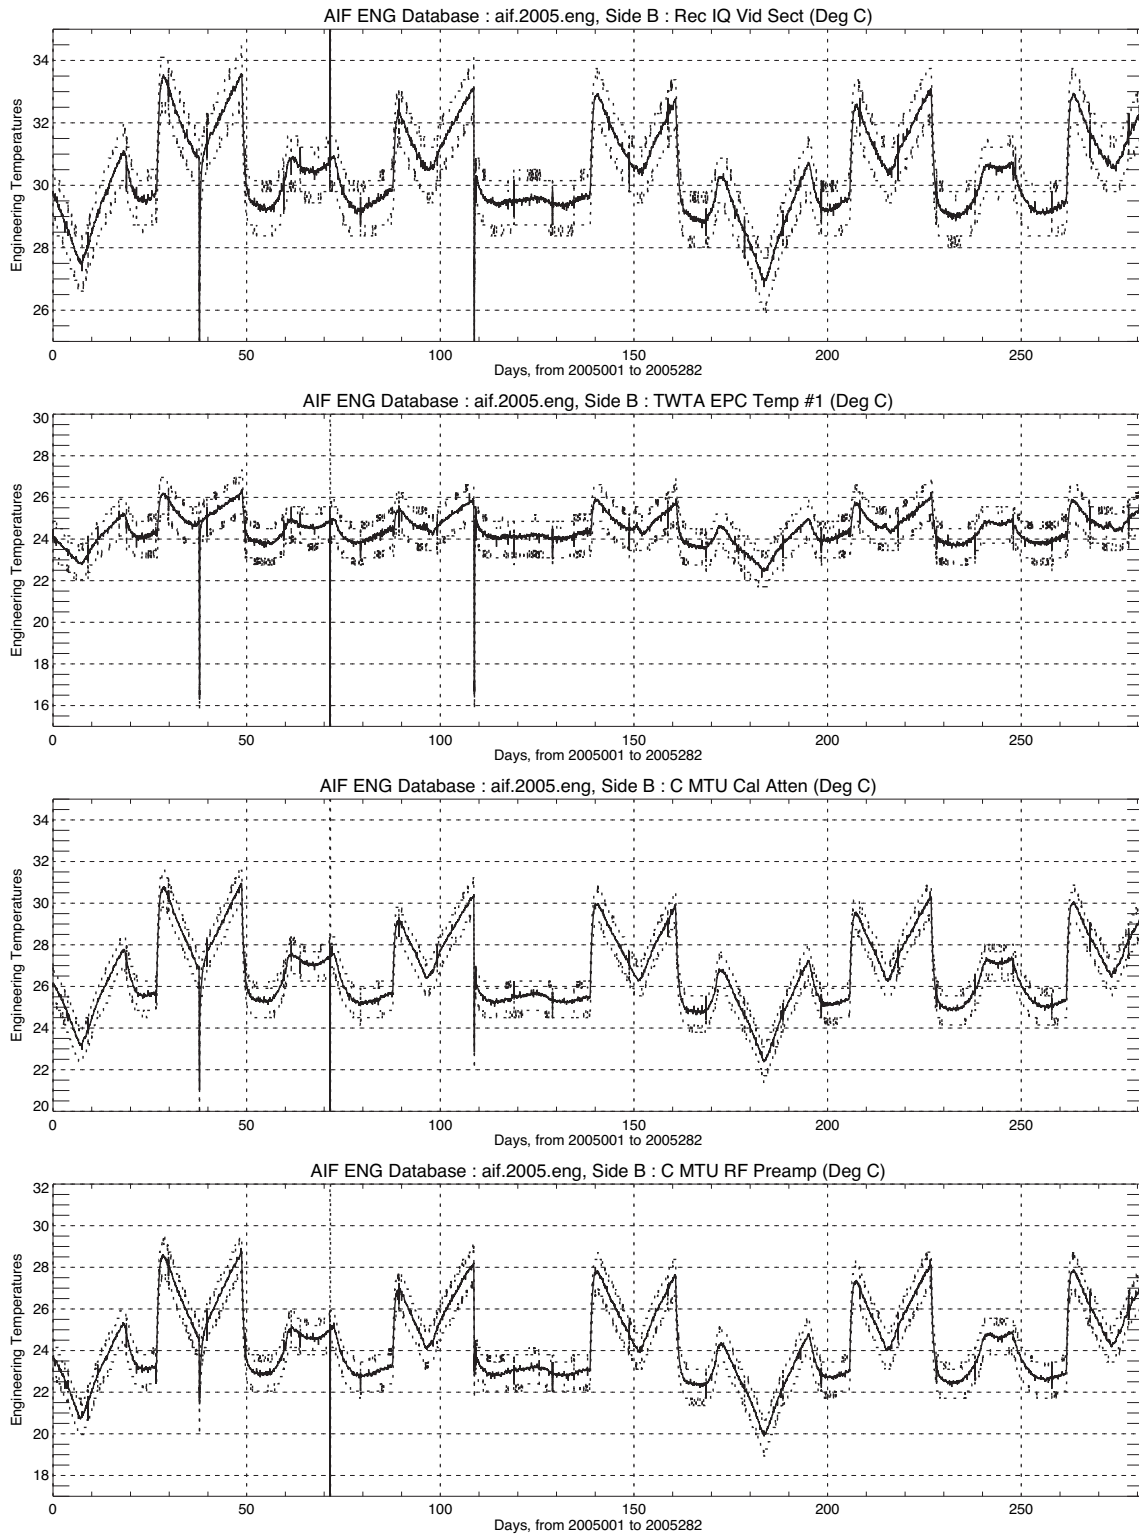 AIF ENG Database : aif.2005.eng, Side B : Rec IQ Vid Sect (Deg C)
Engineering Temperatures
34
32
30
28
26
0 50 100 150 200 250
Days, from 2005001 to 2005282
AIF ENG Database : aif.2005.eng, Side B : TWTA EPC Temp #1 (Deg C)
Engineering Temperatures
30
28
26
24
22
20
18
16
0 50 100 150 200 250
Days, from 2005001 to 2005282
AIF ENG Database : aif.2005.eng, Side B : C MTU Cal Atten (Deg C)
Engineering Temperatures
34
32
30
28
26
24
22
20
0 50 100 150 200 250
Days, from 2005001 to 2005282
AIF ENG Database : aif.2005.eng, Side B : C MTU RF Preamp (Deg C)
Engineering Temperatures
32
30
28
26
24
22
20
18
0 50 100 150 200 250
Days, from 2005001 to 2005282